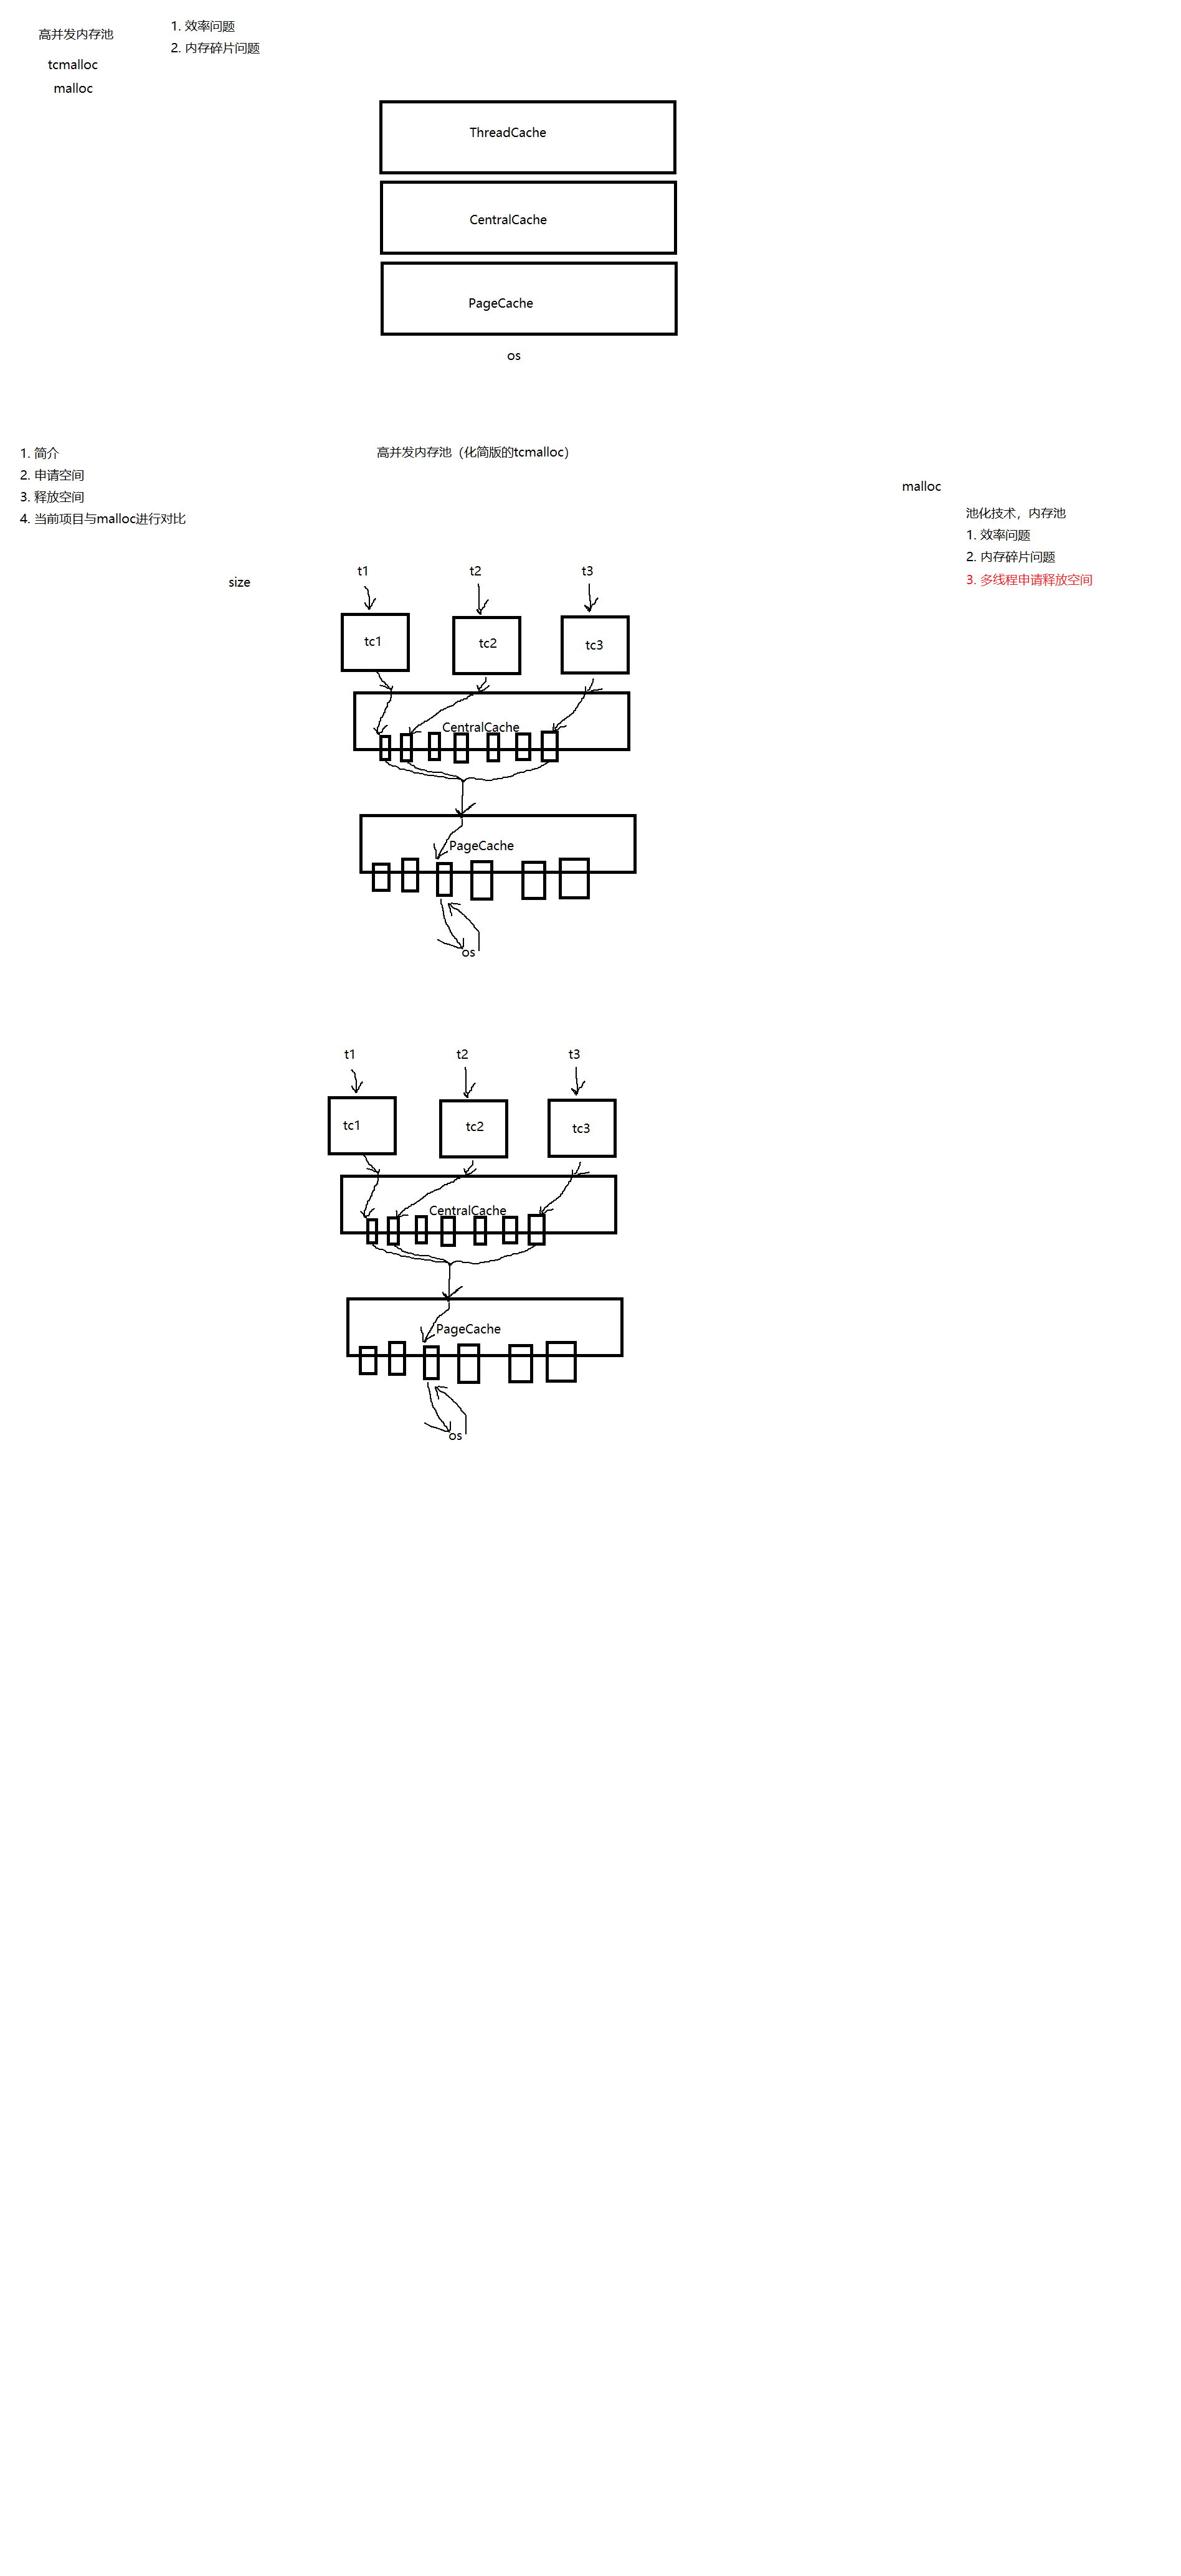 高并发内存池
1. 效率问题
2. 内存碎片问题
tcmalloc
malloc
ThreadCache
CentralCache
PageCache
os
1. 简介
2. 申请空间
3. 释放空间
4. 当前项目与malloc进行对比
高并发内存池（化简版的tcmalloc）
malloc
池化技术，内存池
1. 效率问题
2. 内存碎片问题
3. 多线程申请释放空间
size
t1 t2 t3
tc1 tc2 tc3
CentralCache
PageCache
os
t1 t2 t3
tc1 tc2 tc3
CentralCache
PageCache
os